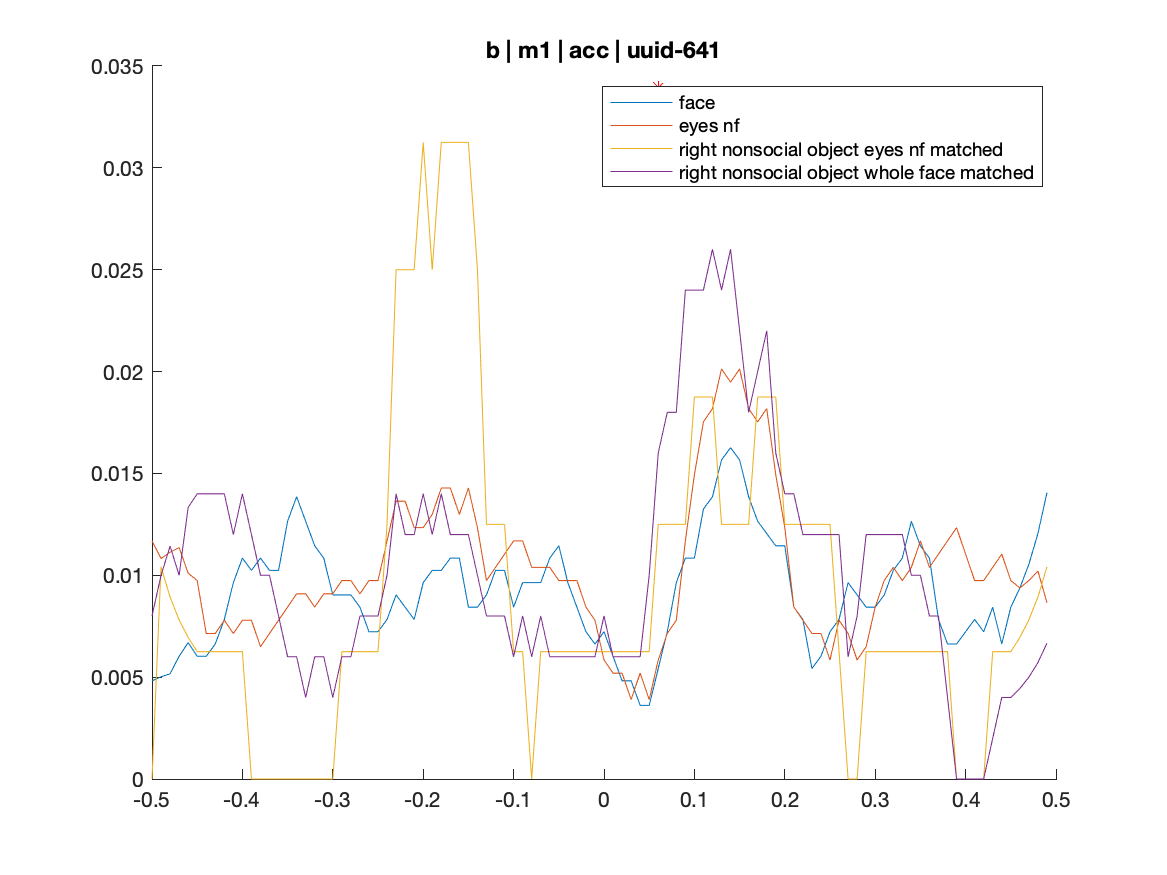 b | m1 | acc | uuid-641
0.035
0.03
0.025
0.02
0.015
0.01
0.005
0
face
eyes nf
right nonsocial object eyes nf matched
right nonsocial object whole face matched
-0.5 -0.4 -0.3 -0.2 -0.1 0 0.1 0.2 0.3 0.4 0.5